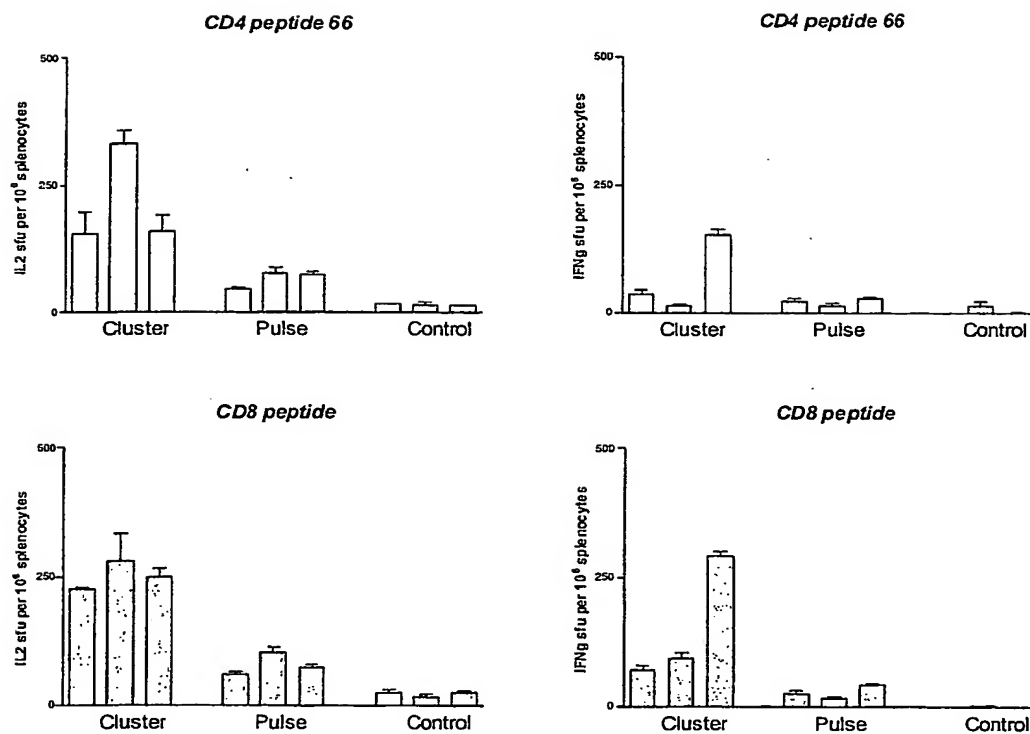 CD4 peptide 66
500
250
0
IL2 sfu per 10⁶ splenocytes
Cluster
Pulse
Control
CD4 peptide 66
500
250
0
IFNg sfu per 10⁶ splenocytes
Cluster
Pulse
Control
CD8 peptide
500
250
0
IL2 sfu per 10⁶ splenocytes
Cluster
Pulse
Control
CD8 peptide
500
250
0
IFNg sfu per 10⁶ splenocytes
Cluster
Pulse
Control